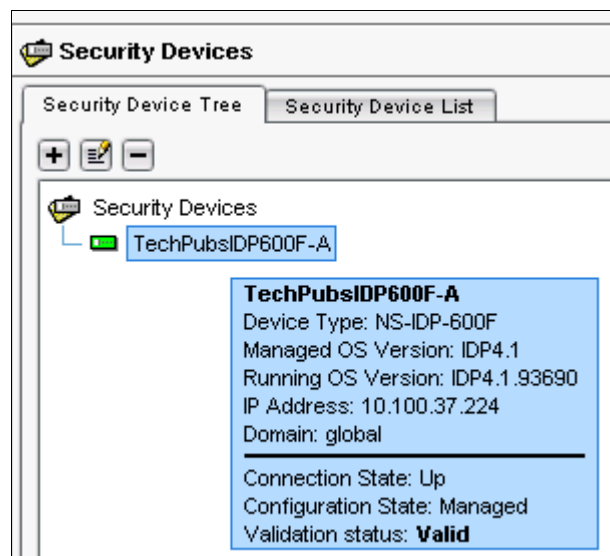 Security Devices
Security Device Tree
Security Device List
Security Devices
TechPubsIDP600F-A
TechPubsIDP600F-A
Device Type: NS-IDP-600F
Managed OS Version: IDP4.1
Running OS Version: IDP4.1.93690
IP Address: 10.100.37.224
Domain: global
Connection State: Up
Configuration State: Managed
Validation status: Valid